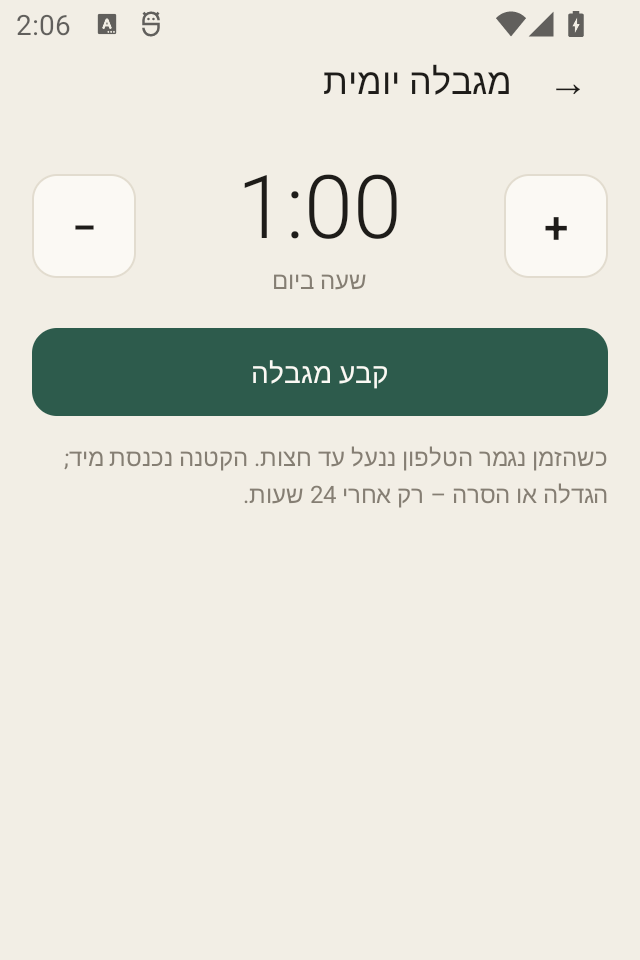 2:06
→ מגבלה יומית
+ 1:00 −
שעה ביום
קבע מגבלה
כשהזמן נגמר הטלפון ננעל עד חצות. הקטנה נכנסת מיד;
הגדלה או הסרה – רק אחרי 24 שעות.